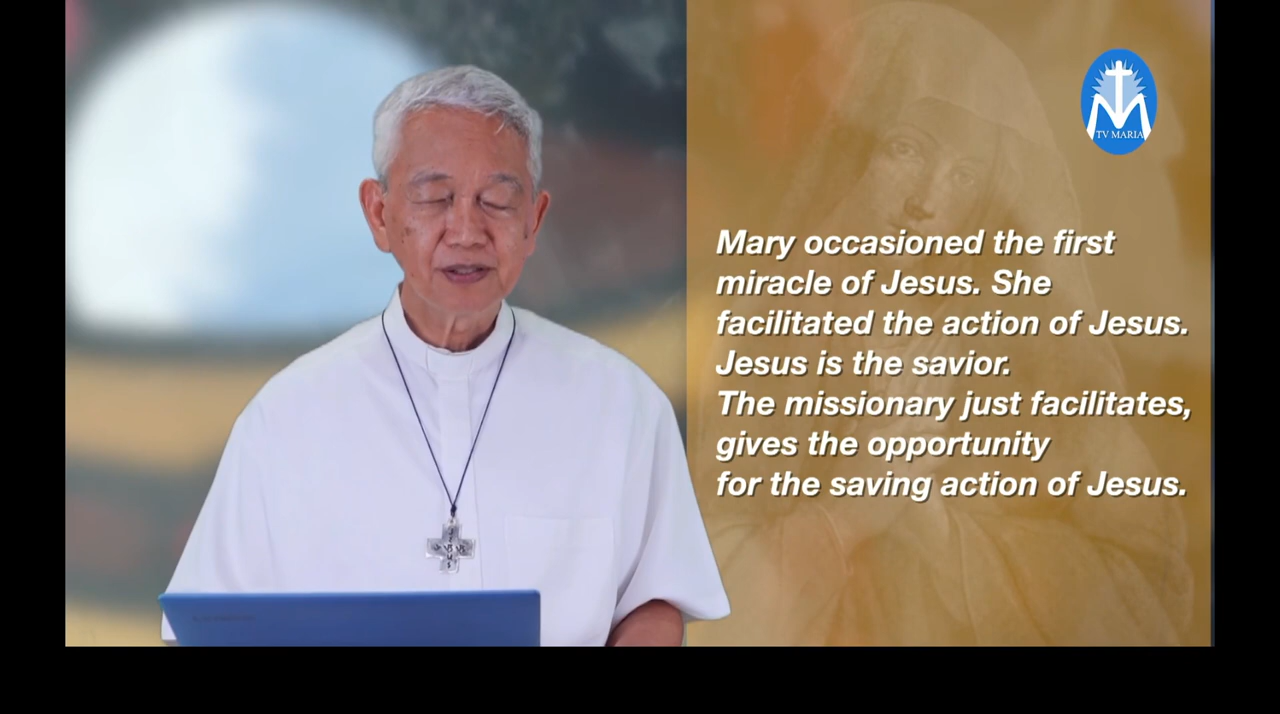 TV MARIA
Mary occasioned the first
miracle of Jesus. She
facilitated the action of Jesus.
Jesus is the savior.
The missionary just facilitates,
gives the opportunity
for the saving action of Jesus.